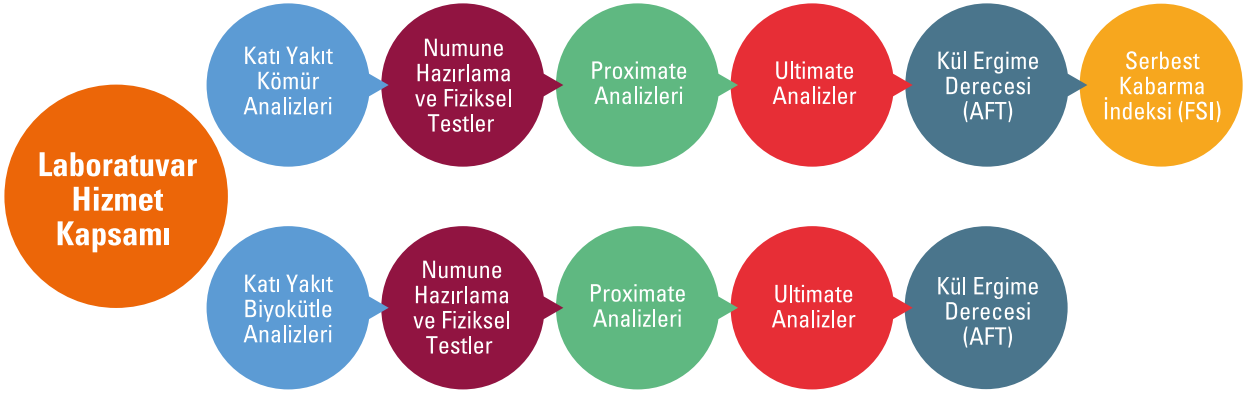 Laboratuvar
Hizmet
Kapsamı
Katı Yakıt
Kömür
Analizleri
Numune
Hazırlama
ve Fiziksel
Testler
Proximate
Analizleri
Ultimate
Analizler
Kül Ergime
Derecesi
(AFT)
Serbest
Kabarma
İndeksi (FSI)
Katı Yakıt
Biyokütle
Analizleri
Numune
Hazırlama
ve Fiziksel
Testler
Proximate
Analizleri
Ultimate
Analizler
Kül Ergime
Derecesi
(AFT)